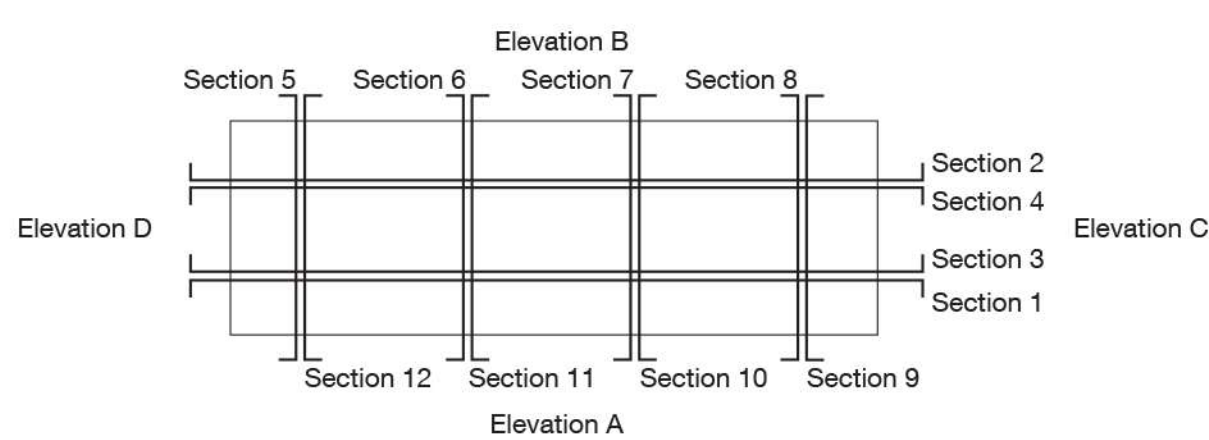 Elevation B
Section 5 Section 6 Section 7 Section 8
Section 2
Section 4
Elevation D
Elevation C
Section 3
Section 1
Section 12 Section 11 Section 10 Section 9
Elevation A